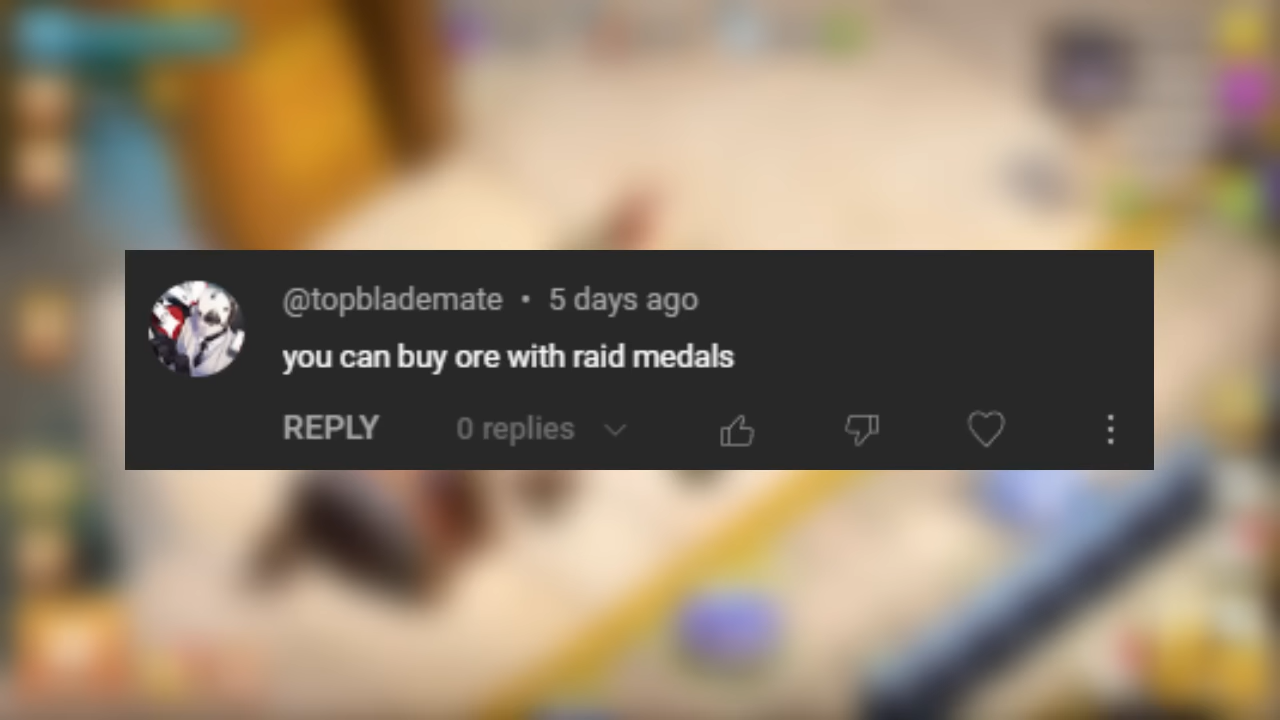 @topblademate • 5 days ago
you can buy ore with raid medals
REPLY 0 replies